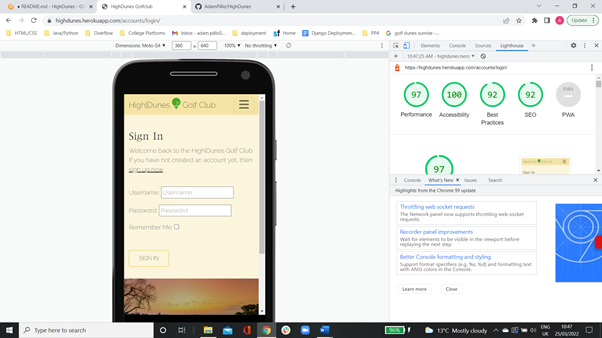 README.md - HighDunes - G
HighDunes Golfclub
AdamPillis/HighDunes
highdunes.herokuapp.com/accounts/login/
Update
HTML/CSS
Java/Python
Overflow
College Platforms
deployment
Heroku
Home
Django Deploymen...
PP4
golf dunes sunrise -...
Dimensions: Moto G4
360
x
640
100%
No throttling
Elements
Console
Sources
Lighthouse
10:47:25 AM - highdunes.hero
https://highdunes.herokuapp.com/accounts/login/
97
100
92
92
PWA
Performance
Accessibility
Best
Practices
SEO
PWA
97
High|Dunes Golf Club
Sign In
Welcome back to the High|Dunes Golf Club
If you have not created an account yet, then
sign up now.
Username: Username
Password: Password
Remember Me:
SIGN IN
Console
What's New
Issues
Search
Highlights from the Chrome 99 update
Throttling web socket requests
The Network panel now supports throttling web socket
requests.
Recorder panel improvements
Wait for elements to be visible in the viewport before
replaying the next step
Better Console formatting and styling
Support format specifiers (e.g, %s, %d) and formatting text
with ANSI colors in the Console.
Learn more
Close
Type here to search
96%
13°C Mostly cloudy
ENG
UK
10:47
25/03/2022